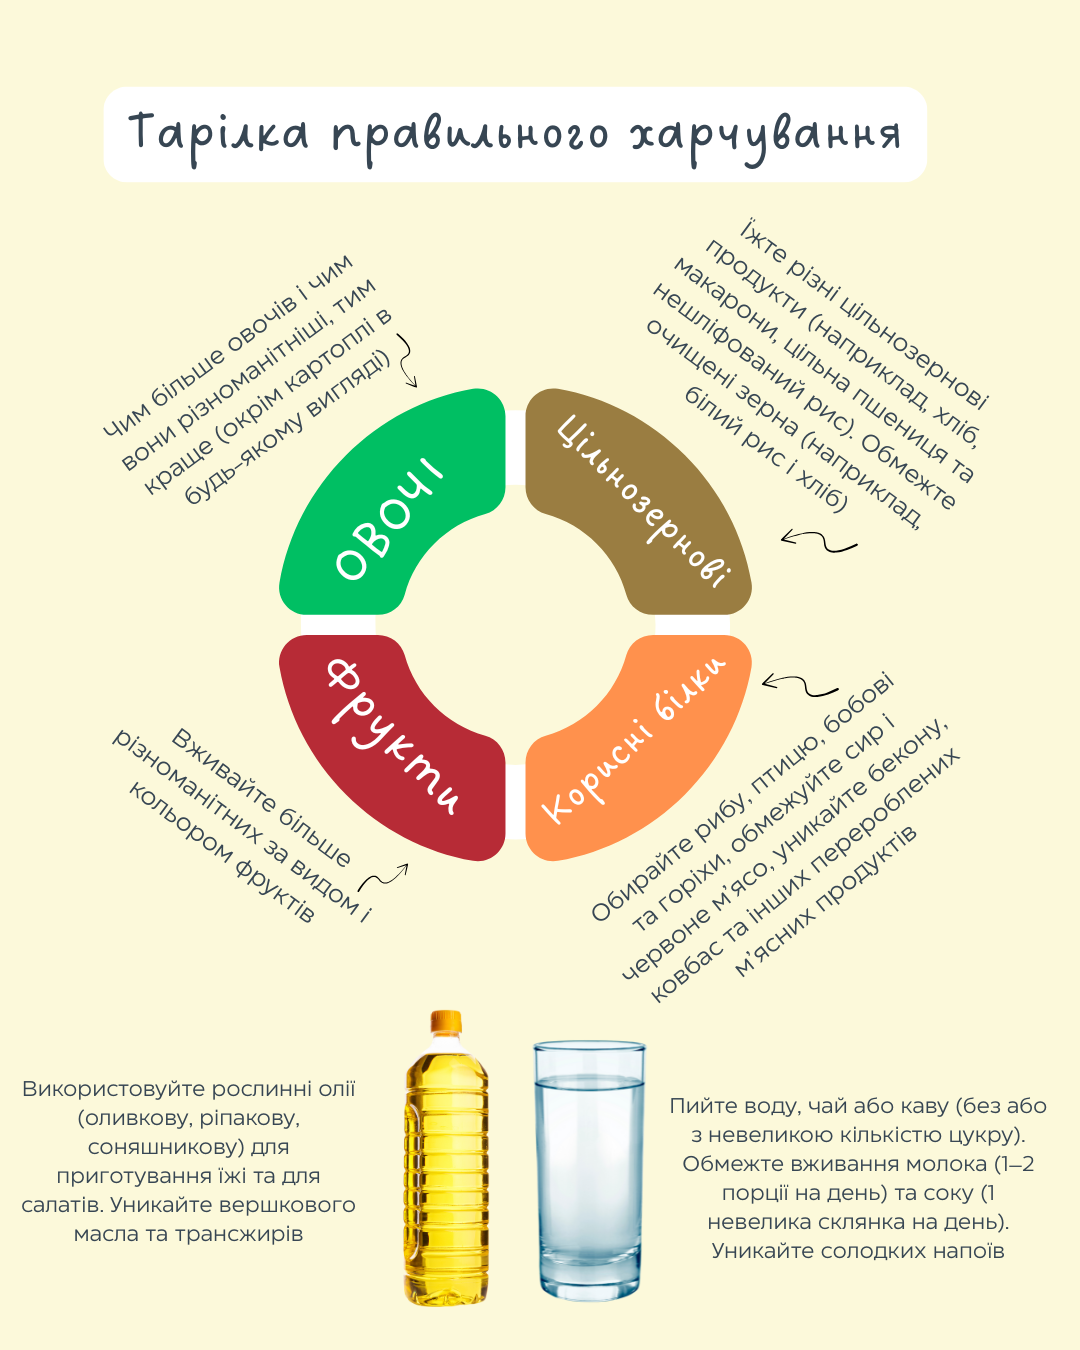 Тарілка правильного харчування
Чим більше овочів і чим
вони різноманітніші, тим
краще (окрім картоплі в
будь-якому вигляді)
Їжте різні цільнозернові
продукти (наприклад, хліб,
макарони, цільна пшениця та
нешліфований рис). Обмежте
очищені зерна (наприклад,
білий рис і хліб)
ОВОЧІ
Цільнозернові
Фрукти
Корисні білки
Вживайте більше
різноманітних за видом і
кольором фруктів
Обирайте рибу, птицю, бобові
та горіхи, обмежуйте сир і
червоне м'ясо, уникайте бекону,
ковбас та інших перероблених
м'ясних продуктів
Використовуйте рослинні олії
(оливкову, ріпакову,
соняшникову) для
приготування їжі та для
салатів. Уникайте вершкового
масла та трансжирів
Пийте воду, чай або каву (без або
з невеликою кількістю цукру).
Обмежте вживання молока (1–2
порції на день) та соку (1
невелика склянка на день).
Уникайте солодких напоїв